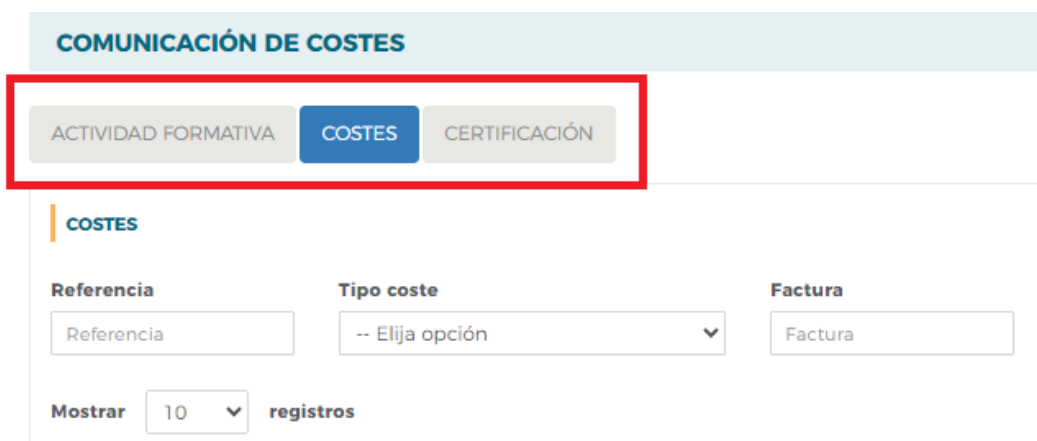 COMUNICACIÓN DE COSTES
ACTIVIDAD FORMATIVA COSTES CERTIFICACIÓN
COSTES
Referencia Tipo coste Factura
Referencia -- Elija opción Factura
Mostrar 10 registros